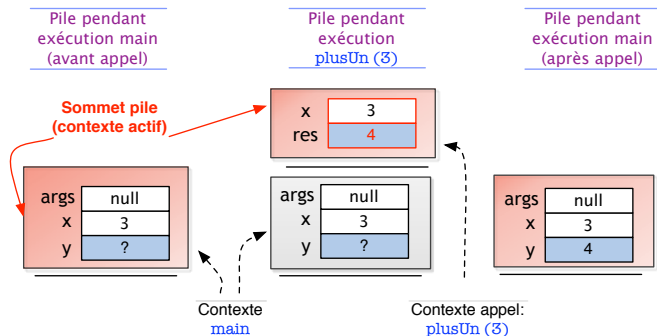 Pile pendant
exécution main
(avant appel)
Pile pendant
exécution
plusUn (3)
Pile pendant
exécution main
(après appel)
Sommet pile
(contexte actif)
x 3
res 4
args null
x 3
y ?
args null
x 3
y ?
args null
x 3
y 4
Contexte
main
Contexte appel:
plusUn (3)